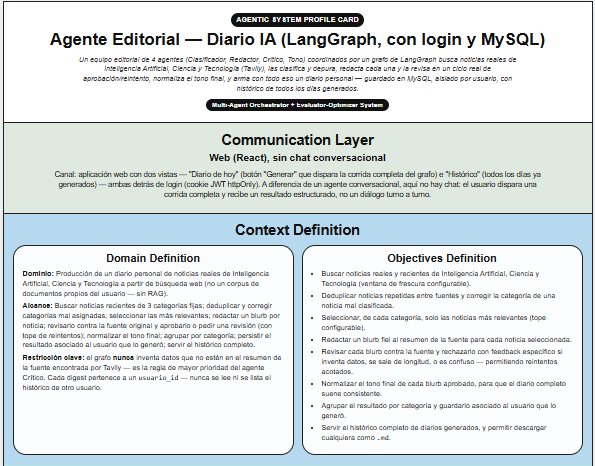 AGENTIC SYSTEM PROFILE CARD
Agente Editorial — Diario IA (LangGraph, con login y MySQL)
Un equipo editorial de 4 agentes (Clasificador, Redactor, Crítico, Tono) coordinados por un grafo de LangGraph busca noticias reales de
Inteligencia Artificial, Ciencia y Tecnología (Tavily), las clasifica y depura, redacta cada una y la revisa en un ciclo real de
aprobación/reintento, normaliza el tono final, y arma con todo eso un diario personal — guardado en MySQL, aislado por usuario, con
histórico de todos los días generados.
Multi-Agent Orchestrator + Evaluator-Optimizer System
Communication Layer
Web (React), sin chat conversacional
Canal: aplicación web con dos vistas — "Diario de hoy" (botón "Generar" que dispara la corrida completa del grafo) e "Histórico" (todos los días ya
generados) — ambas detrás de login (cookie JWT httpOnly). A diferencia de un agente conversacional, aquí no hay chat: el usuario dispara una
corrida completa y recibe un resultado estructurado, no un diálogo turno a turno.
Context Definition
Domain Definition
Dominio: Producción de un diario personal de noticias reales de Inteligencia
Artificial, Ciencia y Tecnología a partir de búsqueda web (no un corpus de
documentos propios del usuario — sin RAG).
Alcance: Buscar noticias recientes de 3 categorías fijas; deduplicar y corregir
categorías mal asignadas; seleccionar las más relevantes; redactar un blurb por
noticia; revisarlo contra la fuente original y aprobarlo o pedir una revisión (con
tope de reintentos); normalizar el tono final; agrupar por categoría; persistir el
resultado asociado al usuario que lo generó; servir el histórico completo.
Restricción clave: el grafo nunca inventa datos que no estén en el resumen de
la fuente encontrada por Tavily — es la regla de mayor prioridad del agente
Crítico. Cada digest pertenece a un usuario_id — nunca se lee ni se lista el
histórico de otro usuario.
Objectives Definition
• Buscar noticias reales y recientes de Inteligencia Artificial, Ciencia y
Tecnología (ventana de frescura configurable).
• Deduplicar noticias repetidas entre fuentes y corregir la categoría de una
noticia mal clasificada.
• Seleccionar, de cada categoría, solo las noticias más relevantes (tope
configurable).
• Redactar un blurb fiel al resumen de la fuente para cada noticia seleccionada.
• Revisar cada blurb contra la fuente y rechazarlo con feedback específico si
inventa datos, se sale de longitud, o es confuso — permitiendo reintentos
acotados.
• Normalizar el tono final de cada blurb aprobado, para que el diario completo
suene consistente.
• Agrupar el resultado por categoría y guardarlo asociado al usuario que lo
generó.
• Servir el histórico completo de diarios generados, y permitir descargar
cualquiera como .md.